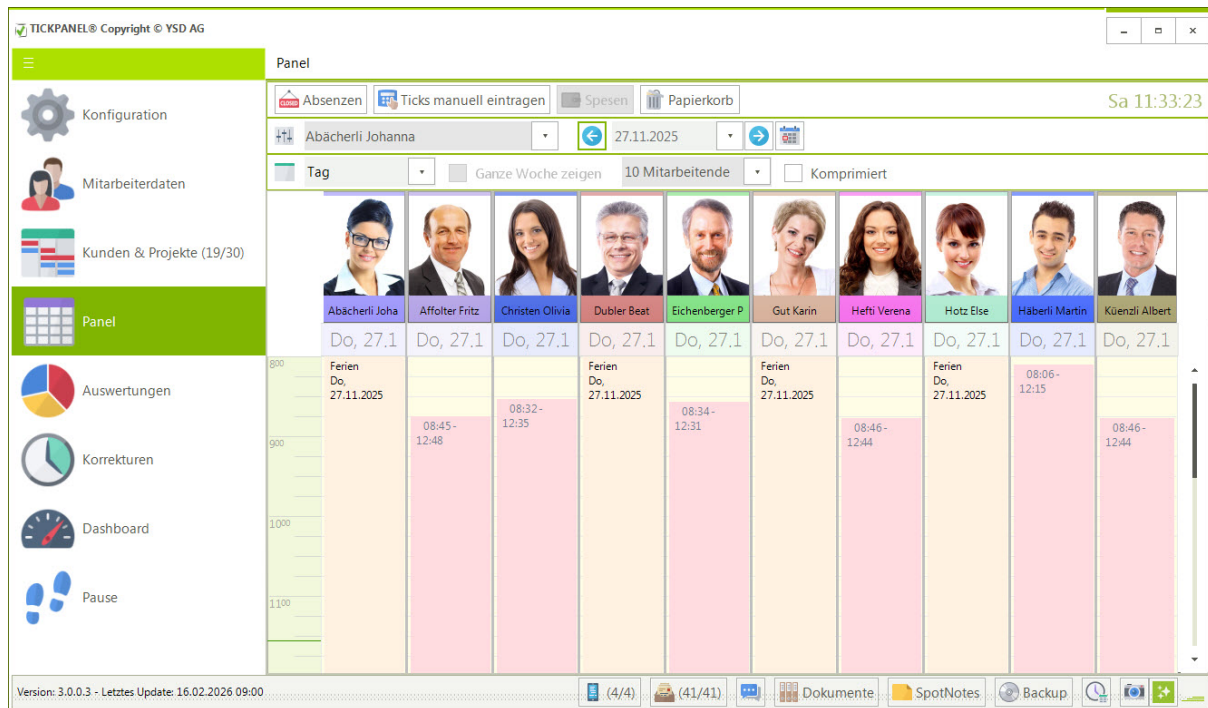 TICKPANEL® Copyright © YSD AG
Panel
Konfiguration
Mitarbeiterdaten
Kunden & Projekte (19/30)
Panel
Auswertungen
Korrekturen
Dashboard
Pause
CLOSED Absenzen Ticks manuell eintragen Spesen Papierkorb Sa 11:33:23
Abächerli Johanna 27.11.2025
Tag Ganze Woche zeigen 10 Mitarbeitende Komprimiert
Abächerli Joha Affolter Fritz Christen Olivia Dubler Beat Eichenberger P Gut Karin Hefti Verena Hotz Else Häberli Martin Küenzli Albert
Do, 27.1 Do, 27.1 Do, 27.1 Do, 27.1 Do, 27.1 Do, 27.1 Do, 27.1 Do, 27.1 Do, 27.1 Do, 27.1
800
900
1000
1100
Ferien
Do,
27.11.2025
08:45-
12:48
08:32-
12:35
Ferien
Do,
27.11.2025
08:34-
12:31
Ferien
Do,
27.11.2025
08:46-
12:44
Ferien
Do,
27.11.2025
08:06-
12:15
08:46-
12:44
Version: 3.0.0.3 - Letztes Update: 16.02.2026 09:00 (4/4) (41/41) Dokumente SpotNotes Backup